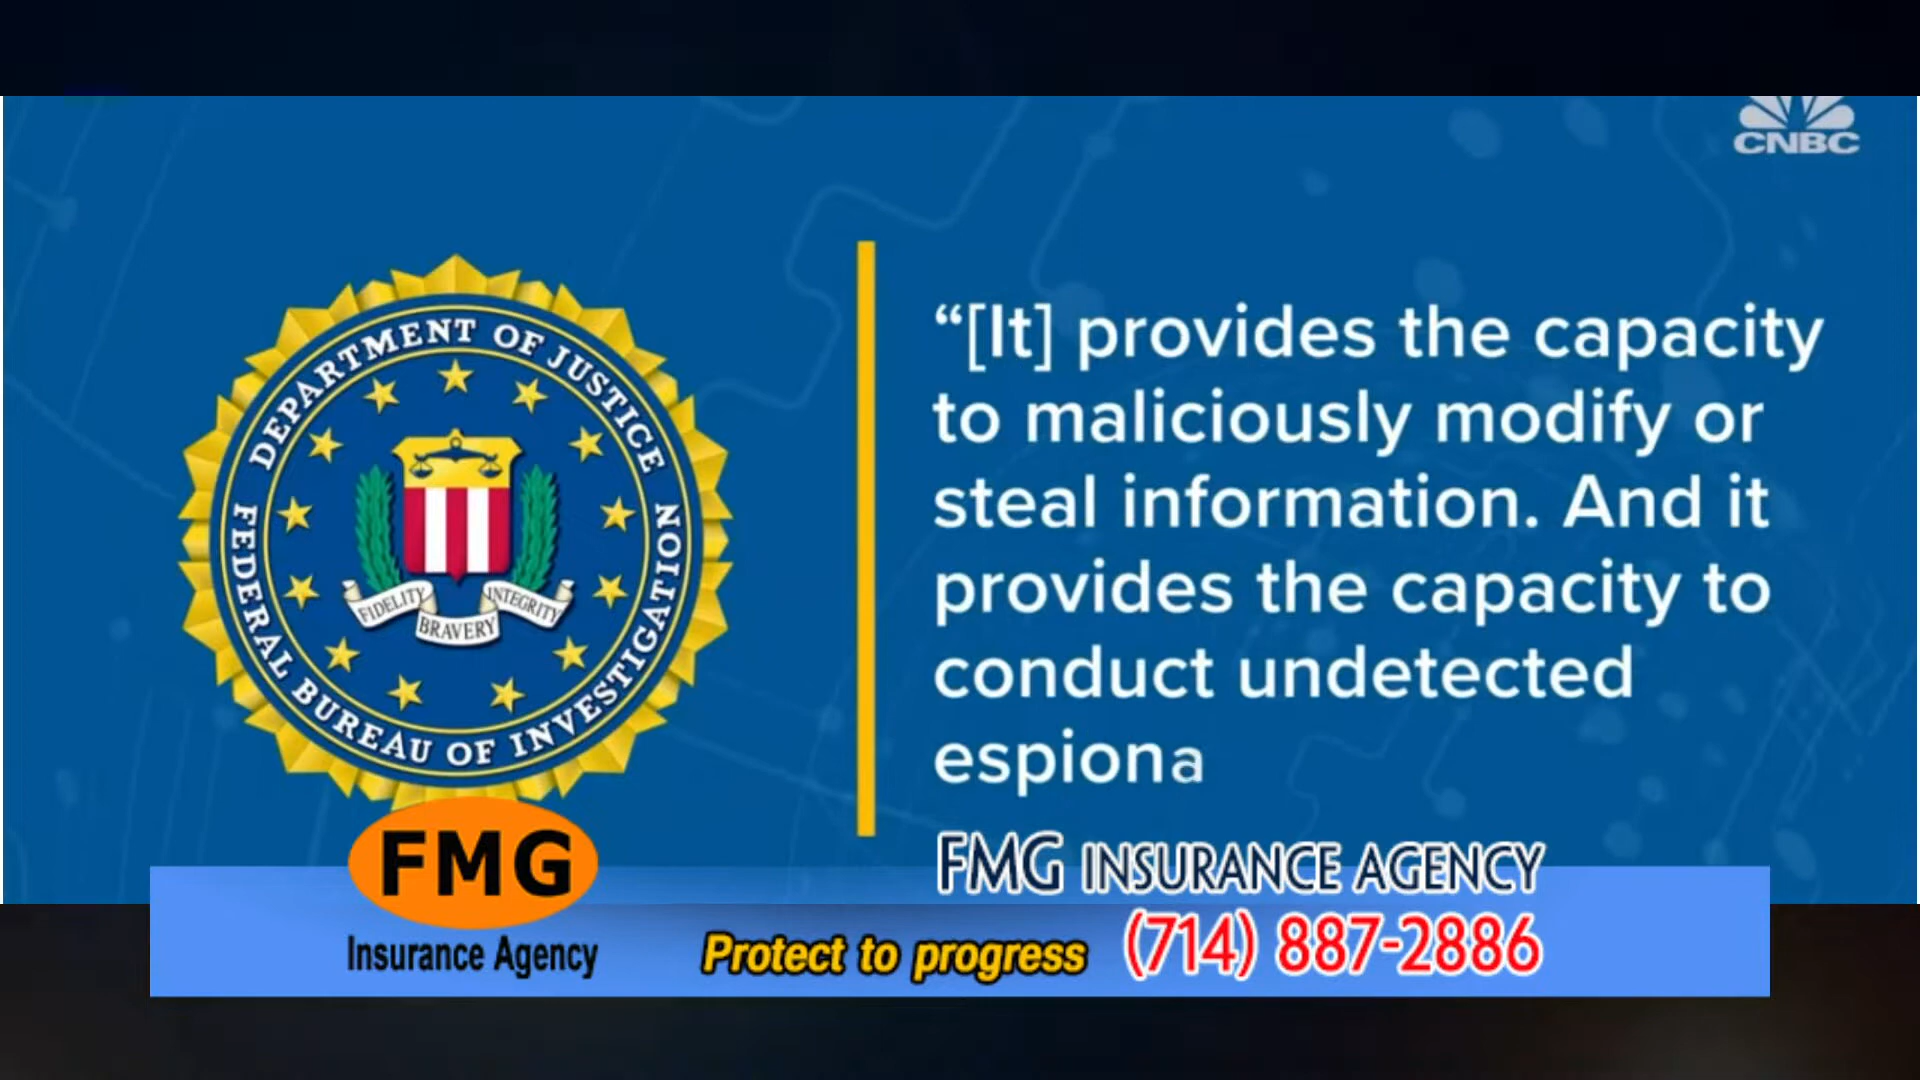 CNBC
DEPARTMENT OF JUSTICE
FEDERAL BUREAU OF INVESTIGATION
FIDELITY
BRAVERY
INTEGRITY
“[It] provides the capacity
to maliciously modify or
steal information. And it
provides the capacity to
conduct undetected
espiona
FMG
Insurance Agency
FMG INSURANCE AGENCY
Protect to progress
(714) 887-2886